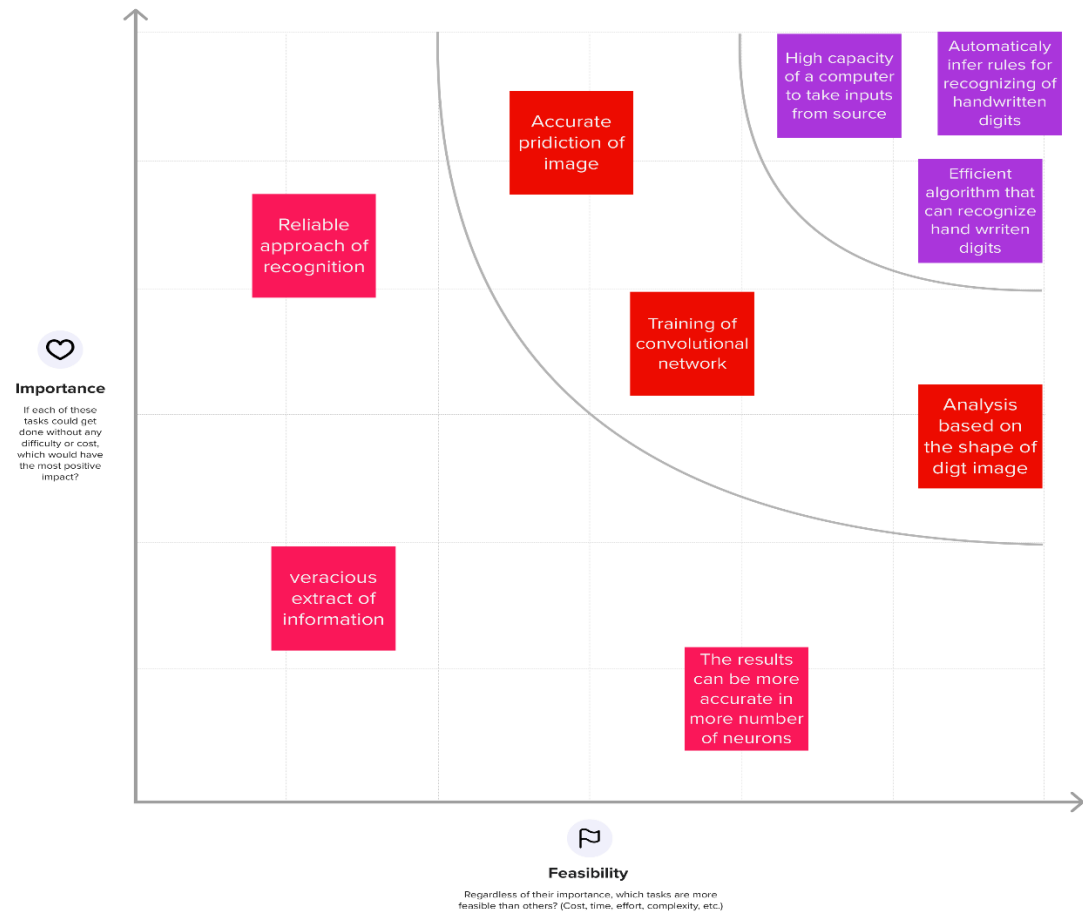 High capacity
of a computer
to take inputs
from source
Automaticaly
infer rules for
recognizing of
handwritten
digits
Accurate
pridiction of
image
Efficient
algorithm that
can recognize
hand wrriten
digits
Reliable
approach of
recognition
Training of
convolutional
network
Importance
If each of these
tasks could get
done without any
difficulty or cost,
which would have
the most positive
impact?
Analysis
based on
the shape of
digt image
veracious
extract of
information
The results
can be more
accurate in
more number
of neurons
Feasibility
Regardless of their importance, which tasks are more
feasible than others? (Cost, time, effort, complexity, etc.)